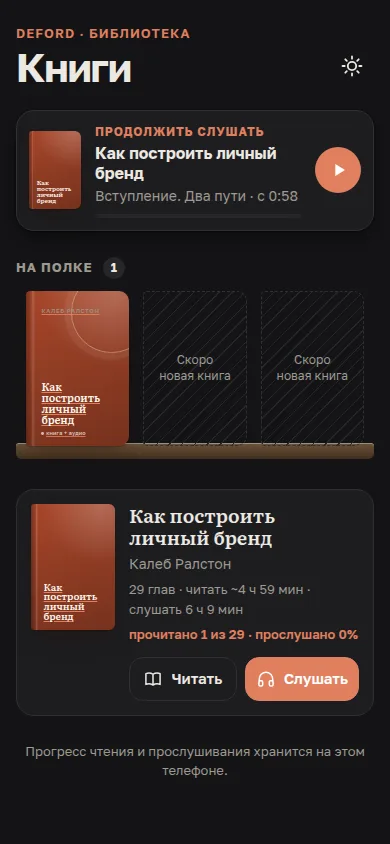 DEFORD · БИБЛИОТЕКА
Книги
ПРОДОЛЖИТЬ СЛУШАТЬ
Как построить личный
бренд
Вступление. Два пути · с 0:58
Как
построить
личный
бренд
НА ПОЛКЕ 1
КАЛЕБ РАЛСТОН
Как
построить
личный
бренд
книга + аудио
Скоро
новая книга
Скоро
новая книга
Как
построить
личный
бренд
Как построить
личный бренд
Калеб Ралстон
29 глав · читать ~4 ч 59 мин ·
слушать 6 ч 9 мин
прочитано 1 из 29 · прослушано 0%
Читать
Слушать
Прогресс чтения и прослушивания хранится на этом
телефоне.